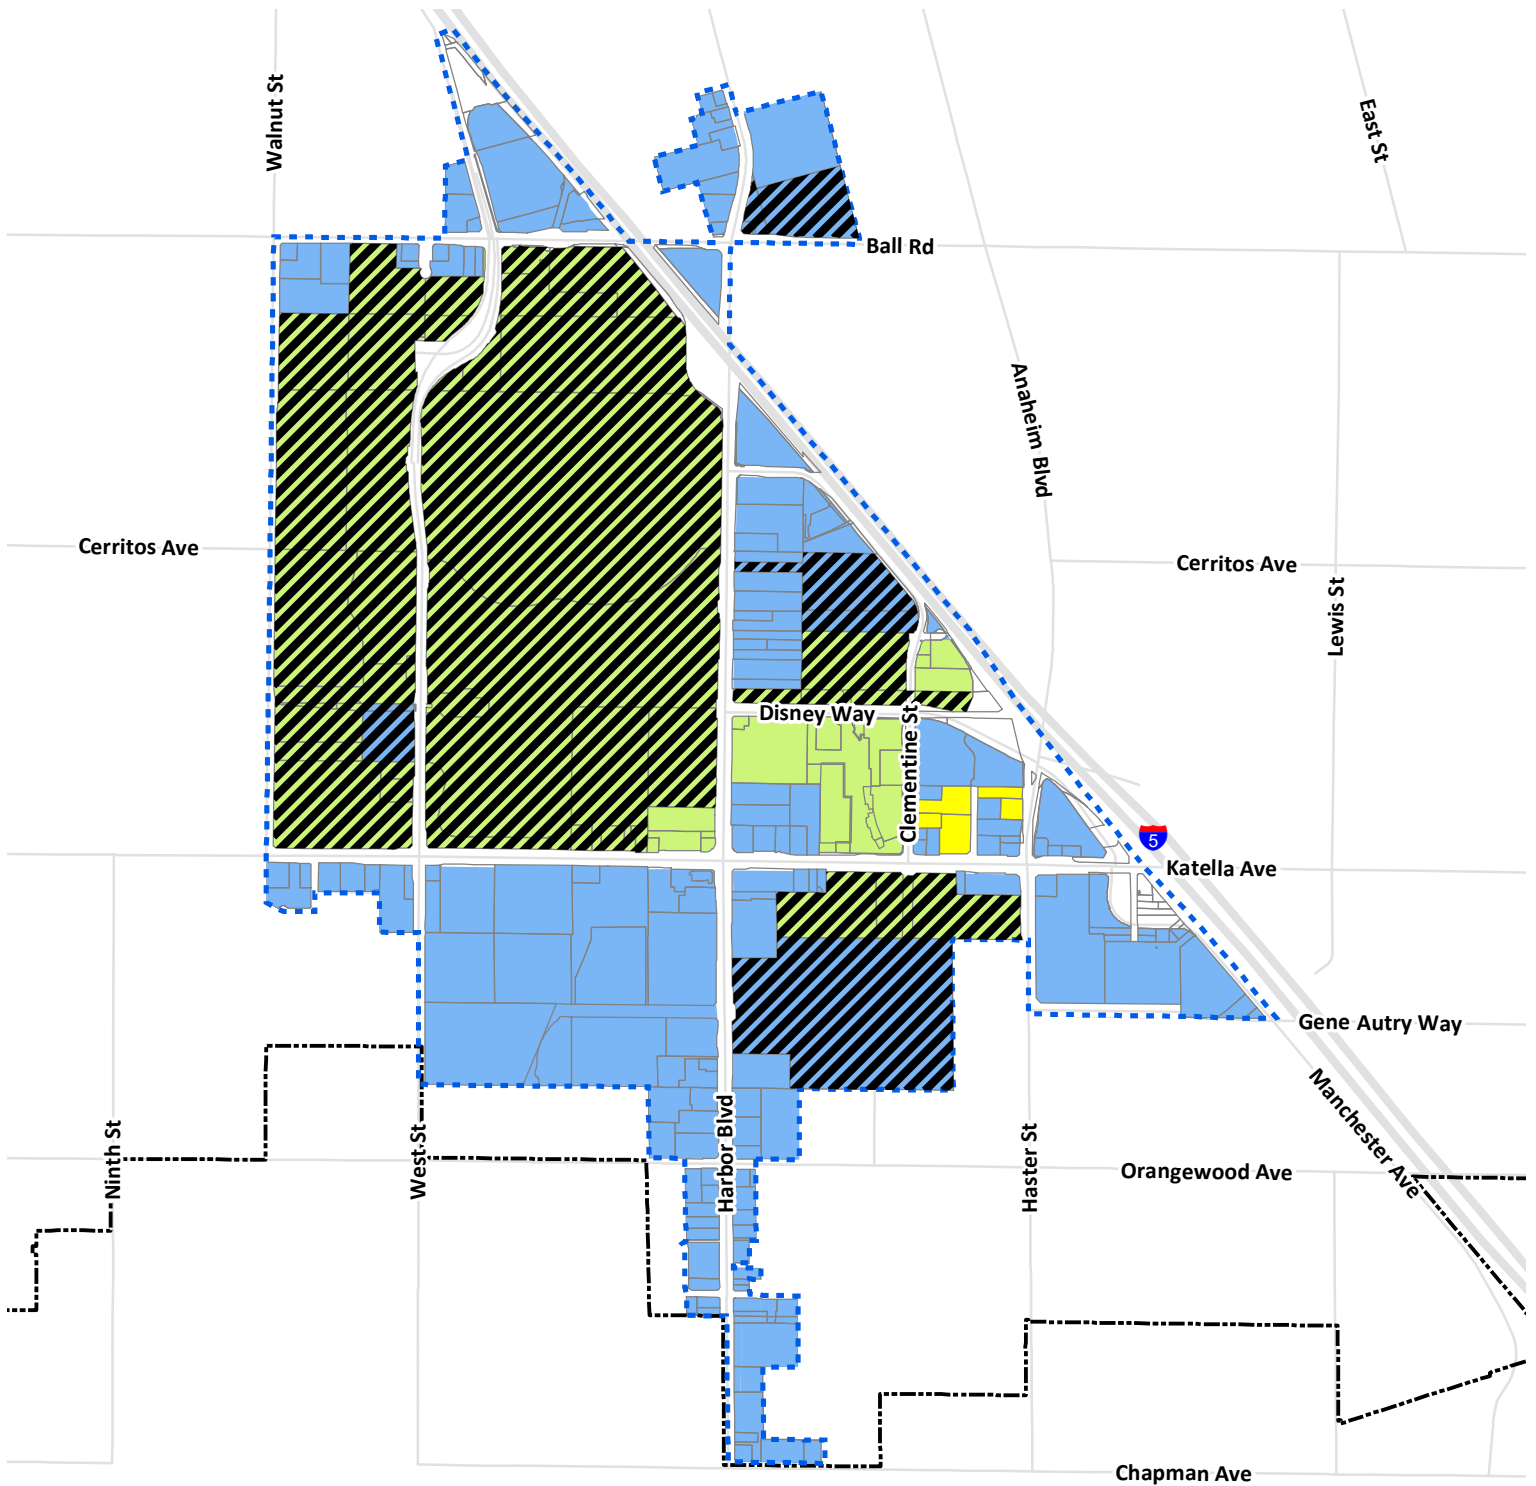 Walnut St
East St
Ball Rd
Anaheim Blvd
Cerritos Ave
Cerritos Ave
Lewis St
Disney Way
Clementine St
5
Katella Ave
Gene Autry Way
Manchester Ave
Ninth St
West St
Harbor Blvd
Haster St
Orangewood Ave
Chapman Ave